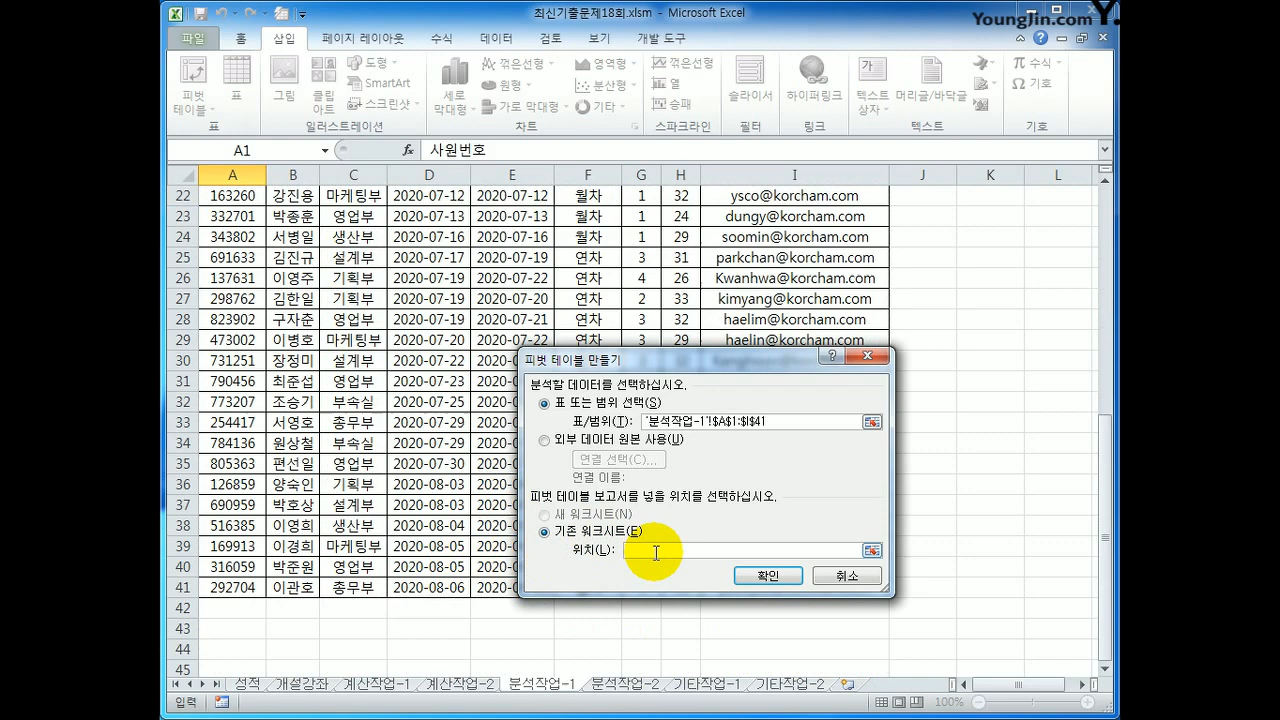 최신기출문제18회.xlsm - Microsoft Excel
YoungJin.com Y.
파일 홈 삽입 페이지 레이아웃 수식 데이터 검토 보기 개발 도구
피벗 테이블 표 그림 클립 아트 도형 SmartArt 스크린샷 세로 막대형 꺾은선형 원형 가로 막대형 영역형 분산형 기타 꺾은선형 열 승패 슬라이서 하이퍼링크 텍스트 상자 머리글/바닥글 수식 기호
표 일러스트레이션 차트 스파크라인 필터 링크 텍스트 기호
A1 fx 사원번호
A B C D E F G H I J K L
22 163260 강진용 마케팅부 2020-07-12 2020-07-12 월차 1 32 ysco@korcham.com
23 332701 박종훈 영업부 2020-07-13 2020-07-13 월차 1 24 dungy@korcham.com
24 343802 서병일 생산부 2020-07-16 2020-07-16 월차 1 29 soomin@korcham.com
25 691633 김진규 설계부 2020-07-17 2020-07-19 연차 3 31 parkchan@korcham.com
26 137631 이영주 기획부 2020-07-19 2020-07-22 연차 4 26 Kwanhwa@korcham.com
27 298762 김한일 기획부 2020-07-19 2020-07-20 연차 2 33 kimyang@korcham.com
28 823902 구자준 영업부 2020-07-19 2020-07-21 연차 3 32 haelim@korcham.com
29 473002 이병호 마케팅부 2020-07-20 2020-07-22 연차 3 29 haelin@korcham.com
30 731251 장정미 설계부 2020-07-22
31 790456 최준섭 영업부 2020-07-23
32 773207 조승기 부속실 2020-07-25
33 254417 서영호 총무부 2020-07-28
34 784136 원상철 부속실 2020-07-29
35 805363 편선일 영업부 2020-07-30
36 126859 양숙인 기획부 2020-08-03
37 690959 박호상 설계부 2020-08-03
38 516385 이영희 생산부 2020-08-04
39 169913 이경희 마케팅부 2020-08-05
40 316059 박준원 영업부 2020-08-05
41 292704 이관호 총무부 2020-08-06
42
43
44
45
피벗 테이블 만들기
분석할 데이터를 선택하십시오.
표 또는 범위 선택(S)
표/범위(T): '분석작업-1'!$A$1:$I$41
외부 데이터 원본 사용(U)
연결 선택(C)...
연결 이름:
피벗 테이블 보고서를 넣을 위치를 선택하십시오.
새 워크시트(N)
기존 워크시트(E)
위치(L):
확인 취소
성적 개설강좌 계산작업-1 계산작업-2 분석작업-1 분석작업-2 기타작업-1 기타작업-2
입력 100%